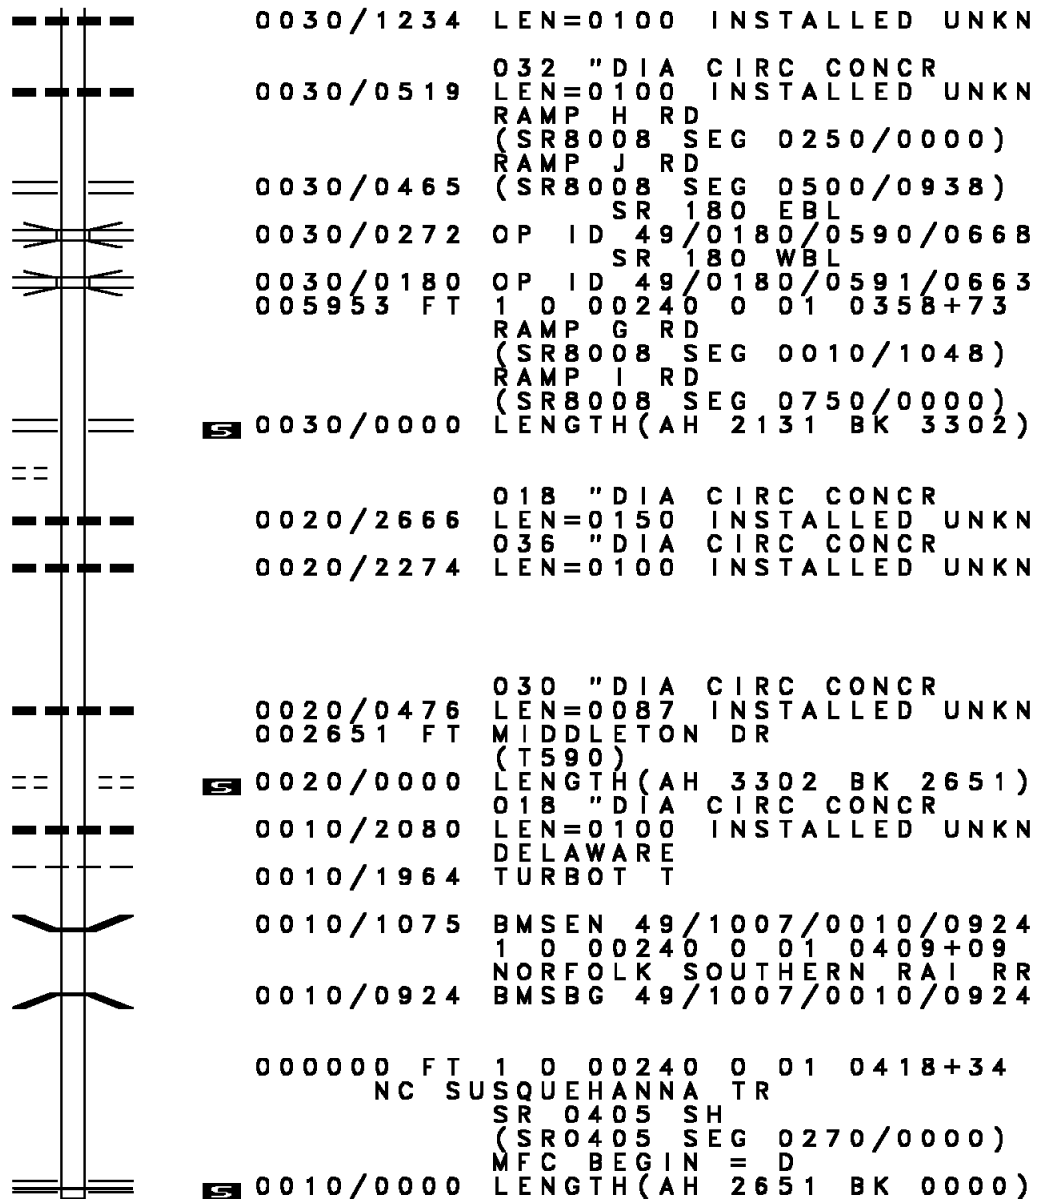 0030/1234 LEN=0100 INSTALLED UNKN
032 "DIA CIRC CONCR
0030/0519 LEN=0100 INSTALLED UNKN
RAMP H RD
(SR8008 SEG 0250/0000)
RAMP J RD
0030/0465 (SR8008 SEG 0500/0938)
SR 180 EBL
0030/0272 OP ID 49/0180/0590/0668
SR 180 WBL
0030/0180 OP ID 49/0180/0591/0663
005953 FT 1 0 00240 0 01 0358+73
RAMP G RD
(SR8008 SEG 0010/1048)
RAMP I RD
(SR8008 SEG 0750/0000)
S 0030/0000 LENGTH(AH 2131 BK 3302)
018 "DIA CIRC CONCR
0020/2666 LEN=0150 INSTALLED UNKN
036 "DIA CIRC CONCR
0020/2274 LEN=0100 INSTALLED UNKN
030 "DIA CIRC CONCR
0020/0476 LEN=0087 INSTALLED UNKN
002651 FT MIDDLETON DR
(T590)
S 0020/0000 LENGTH(AH 3302 BK 2651)
018 "DIA CIRC CONCR
0010/2080 LEN=0100 INSTALLED UNKN
DELAWARE
0010/1964 TURBOT T
0010/1075 BMSEN 49/1007/0010/0924
1 0 00240 0 01 0409+09
NORFOLK SOUTHERN RAI RR
0010/0924 BMSBG 49/1007/0010/0924
000000 FT 1 0 00240 0 01 0418+34
NC SUSQUEHANNA TR
SR 0405 SH
(SR0405 SEG 0270/0000)
MFC BEGIN = D
S 0010/0000 LENGTH(AH 2651 BK 0000)